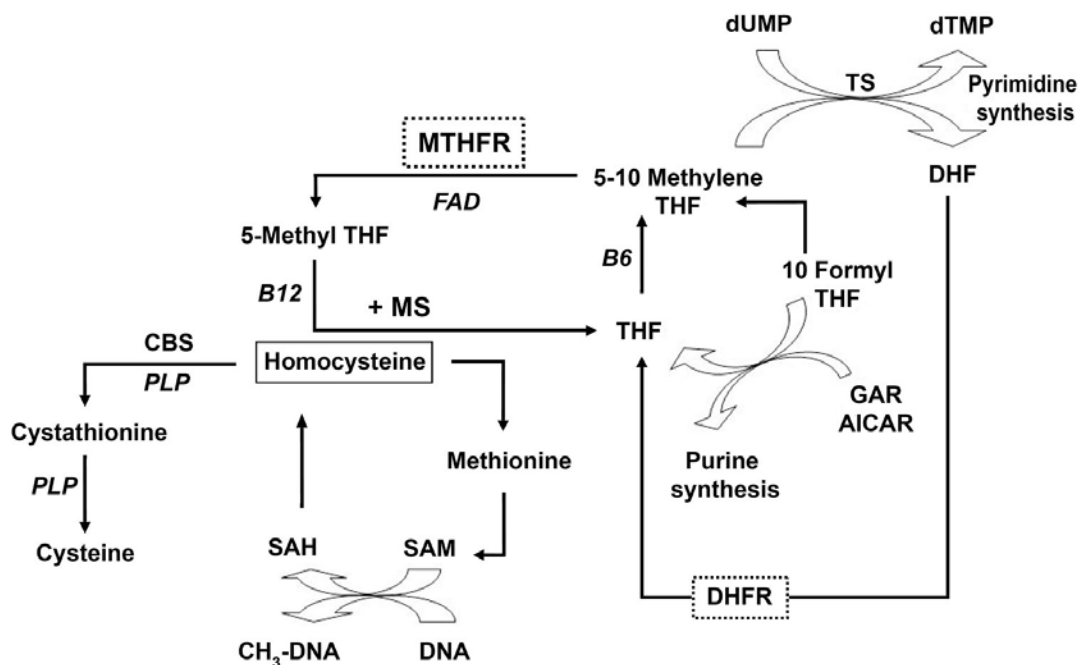 dUMP
dTMP
TS
Pyrimidine
synthesis
MTHFR
FAD
5-10 Methylene
THF
DHF
5-Methyl THF
B12
+ MS
B6
10 Formyl
THF
THF
CBS
PLP
Homocysteine
GAR
AICAR
Cystathionine
Methionine
Purine
synthesis
PLP
Cysteine
SAH
SAM
DHFR
CH₃-DNA
DNA